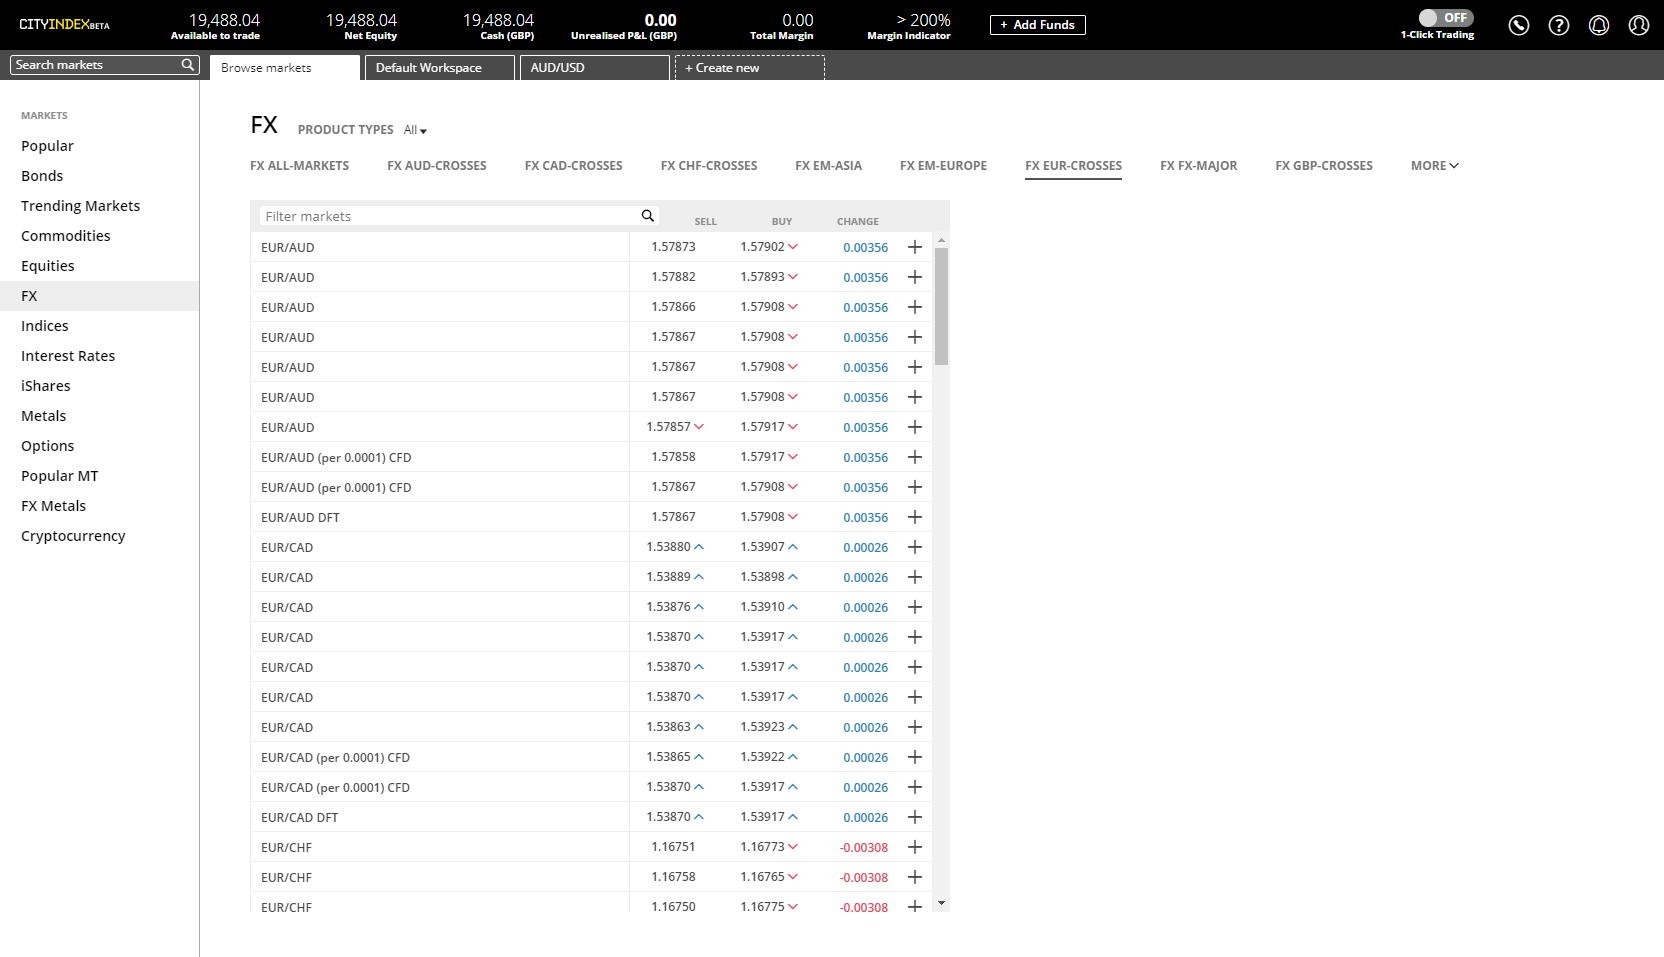 CITYINDEXBETA
19,488.04 19,488.04 19,488.04 0.00 0.00 > 200% + Add Funds OFF
Available to trade Net Equity Cash (GBP) Unrealised P&L (GBP) Total Margin Margin Indicator 1-Click Trading
Search markets Browse markets Default Workspace AUD/USD + Create new
MARKETS
Popular
Bonds
Trending Markets
Commodities
Equities
FX
Indices
Interest Rates
iShares
Metals
Options
Popular MT
FX Metals
Cryptocurrency
FX PRODUCT TYPES All
FX ALL-MARKETS FX AUD-CROSSES FX CAD-CROSSES FX CHF-CROSSES FX EM-ASIA FX EM-EUROPE FX EUR-CROSSES FX FX-MAJOR FX GBP-CROSSES MORE
Filter markets SELL BUY CHANGE
EUR/AUD 1.57873 1.57902 0.00356 +
EUR/AUD 1.57882 1.57893 0.00356 +
EUR/AUD 1.57866 1.57908 0.00356 +
EUR/AUD 1.57867 1.57908 0.00356 +
EUR/AUD 1.57867 1.57908 0.00356 +
EUR/AUD 1.57867 1.57908 0.00356 +
EUR/AUD 1.57857 1.57917 0.00356 +
EUR/AUD (per 0.0001) CFD 1.57858 1.57917 0.00356 +
EUR/AUD (per 0.0001) CFD 1.57867 1.57908 0.00356 +
EUR/AUD DFT 1.57867 1.57908 0.00356 +
EUR/CAD 1.53880 1.53907 0.00026 +
EUR/CAD 1.53889 1.53898 0.00026 +
EUR/CAD 1.53876 1.53910 0.00026 +
EUR/CAD 1.53870 1.53917 0.00026 +
EUR/CAD 1.53870 1.53917 0.00026 +
EUR/CAD 1.53870 1.53917 0.00026 +
EUR/CAD 1.53863 1.53923 0.00026 +
EUR/CAD (per 0.0001) CFD 1.53865 1.53922 0.00026 +
EUR/CAD (per 0.0001) CFD 1.53870 1.53917 0.00026 +
EUR/CAD DFT 1.53870 1.53917 0.00026 +
EUR/CHF 1.16751 1.16773 -0.00308 +
EUR/CHF 1.16758 1.16765 -0.00308 +
EUR/CHF 1.16750 1.16775 -0.00308 +